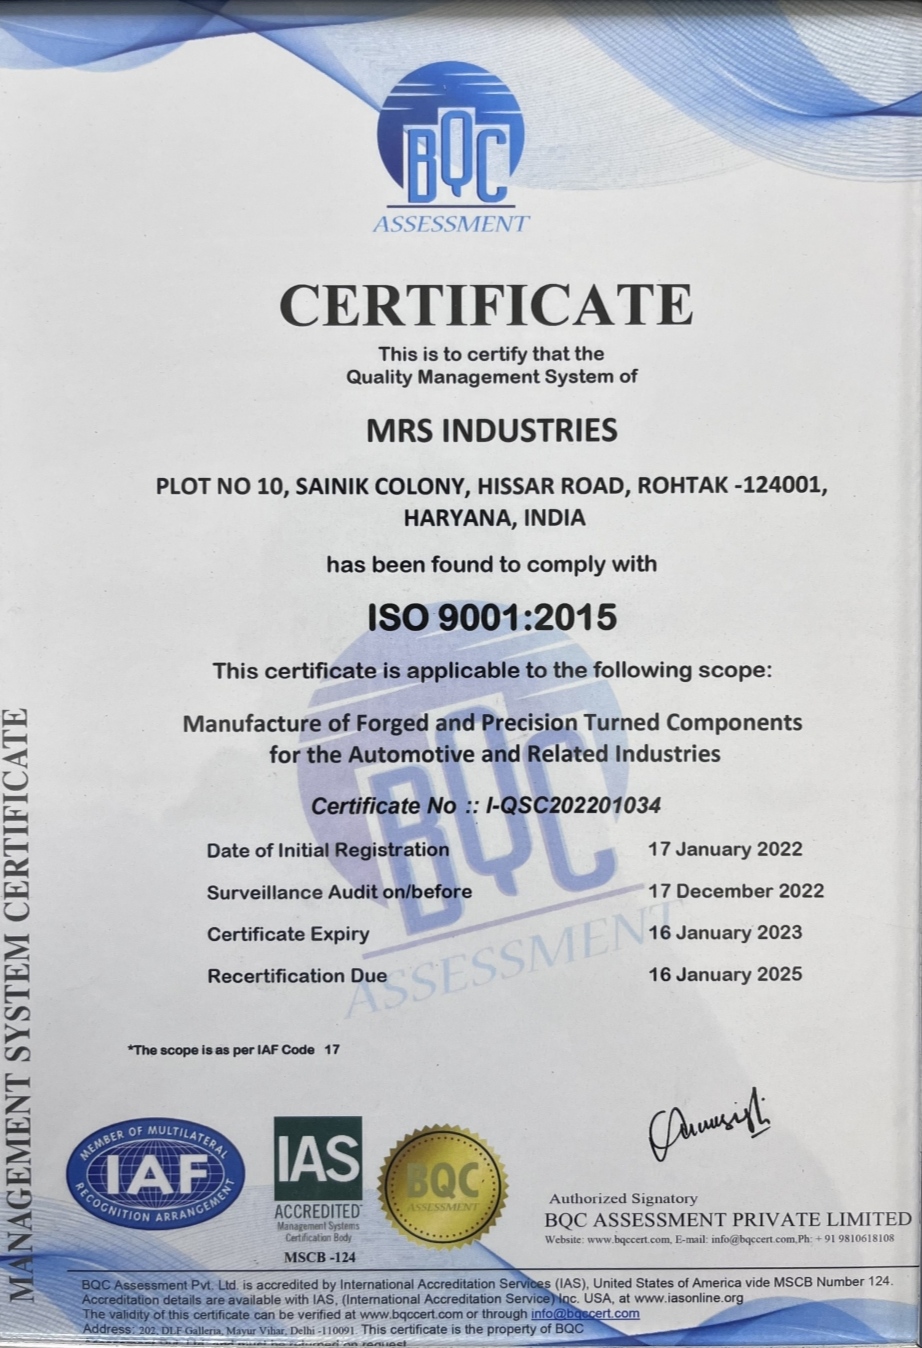 BQC
ASSESSMENT
CERTIFICATE
This is to certify that the
Quality Management System of
MRS INDUSTRIES
PLOT NO 10, SAINIK COLONY, HISSAR ROAD, ROHTAK -124001,
HARYANA, INDIA
has been found to comply with
ISO 9001:2015
This certificate is applicable to the following scope:
Manufacture of Forged and Precision Turned Components
for the Automotive and Related Industries
Certificate No :: I-QSC202201034
Date of Initial Registration 17 January 2022
Surveillance Audit on/before 17 December 2022
Certificate Expiry 16 January 2023
Recertification Due 16 January 2025
BQC
ASSESSMENT
*The scope is as per IAF Code 17
MANAGEMENT SYSTEM CERTIFICATE
MEMBER OF MULTILATERAL
IAF
RECOGNITION ARRANGEMENT
IAS
ACCREDITED
Management Systems
Certification Body
MSCB -124
BQC
ASSESSMENT
Authorized Signatory
BQC ASSESSMENT PRIVATE LIMITED
Website: www.bqccert.com, E-mail: info@bqccert.com,Ph: + 91 9810618108
BQC Assessment Pvt. Ltd. is accredited by International Accreditation Services (IAS), United States of America vide MSCB Number 124.
Accreditation details are available with IAS, (International Accreditation Service) Inc. USA, at www.iasonline.org
The validity of this certificate can be verified at www.bqccert.com or through info@bqccert.com
Address: 202, DLF Galleria, Mayur Vihar, Delhi -110091. This certificate is the property of BQC